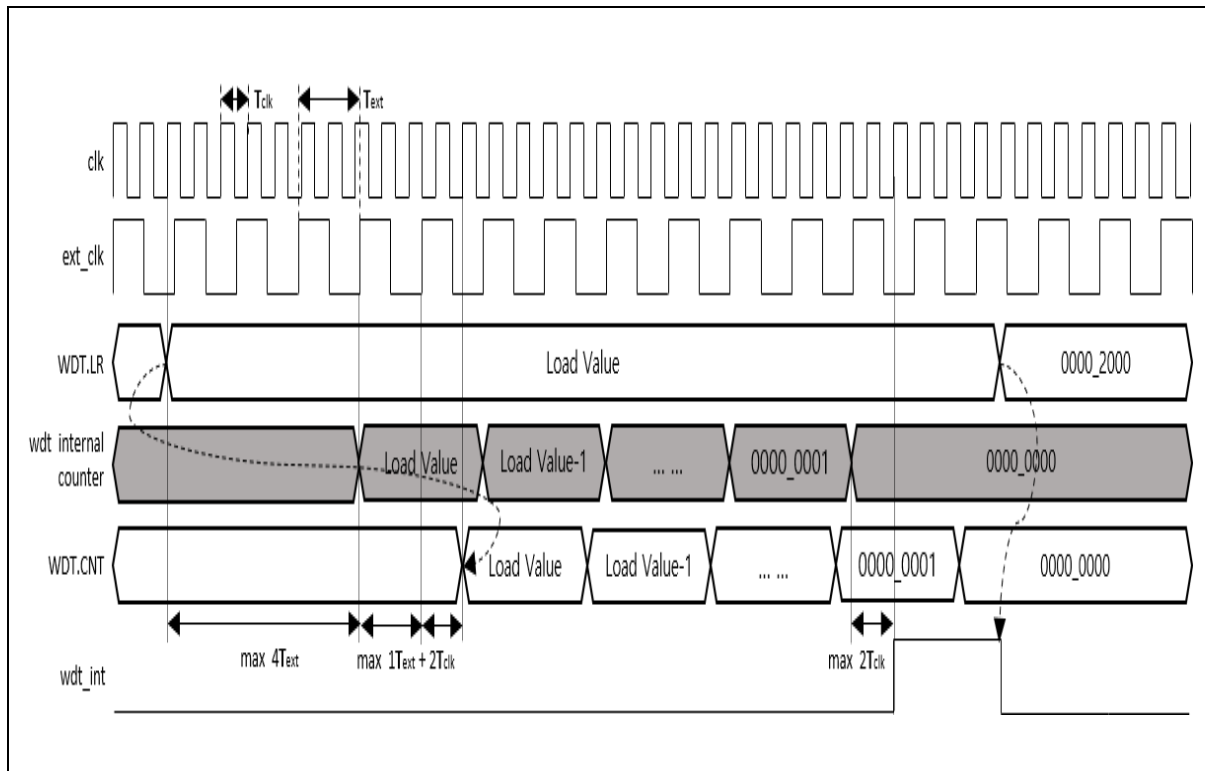 Tclk Text
clk
ext_clk
WDT.LR Load Value 0000_2000
wdt internal
counter
Load Value Load Value-1 ... ... 0000_0001 0000_0000
WDT.CNT Load Value Load Value-1 ... ... 0000_0001 0000_0000
max 4Text max 1Text + 2Tclk max 2Tclk
wdt_int